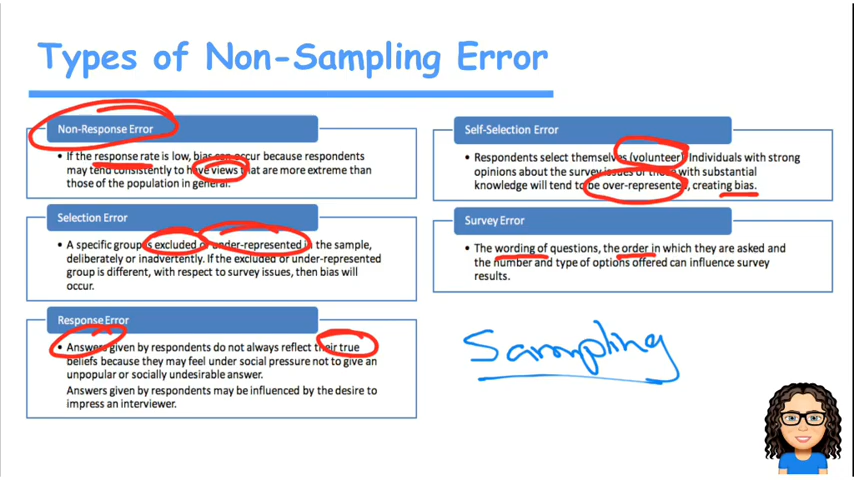 Types of Non-Sampling Error
Non-Response Error
• If the response rate is low, bias can occur because respondents
may tend consistently to have views that are more extreme than
those of the population in general.
Selection Error
• A specific group is excluded or under-represented in the sample,
deliberately or inadvertently. If the excluded or under-represented
group is different, with respect to survey issues, then bias will
occur.
Response Error
• Answers given by respondents do not always reflect their true
beliefs because they may feel under social pressure not to give an
unpopular or socially undesirable answer.
Answers given by respondents may be influenced by the desire to
impress an interviewer.
Self-Selection Error
• Respondents select themselves (volunteer). Individuals with strong
opinions about the survey issues or those with substantial
knowledge will tend to be over-represented, creating bias.
Survey Error
• The wording of questions, the order in which they are asked and
the number and type of options offered can influence survey
results.
Sampling